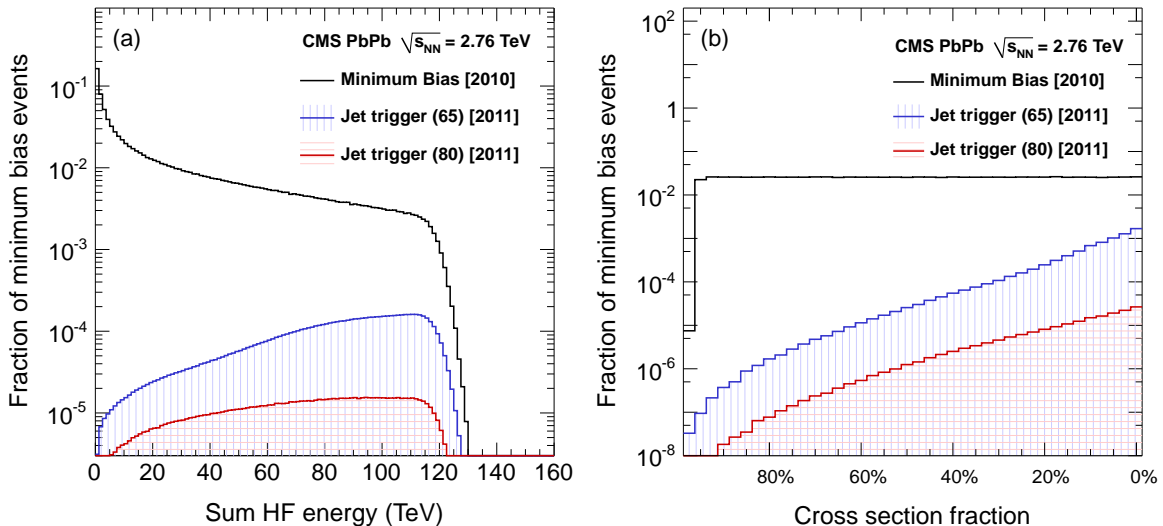 (a)
CMS PbPb √s_NN = 2.76 TeV
Minimum Bias [2010]
Jet trigger (65) [2011]
Jet trigger (80) [2011]
Fraction of minimum bias events
10^-1
10^-2
10^-3
10^-4
10^-5
0 20 40 60 80 100 120 140 160
Sum HF energy (TeV)
(b)
CMS PbPb √s_NN = 2.76 TeV
Minimum Bias [2010]
Jet trigger (65) [2011]
Jet trigger (80) [2011]
Fraction of minimum bias events
10^2
1
10^-2
10^-4
10^-6
10^-8
80% 60% 40% 20% 0%
Cross section fraction